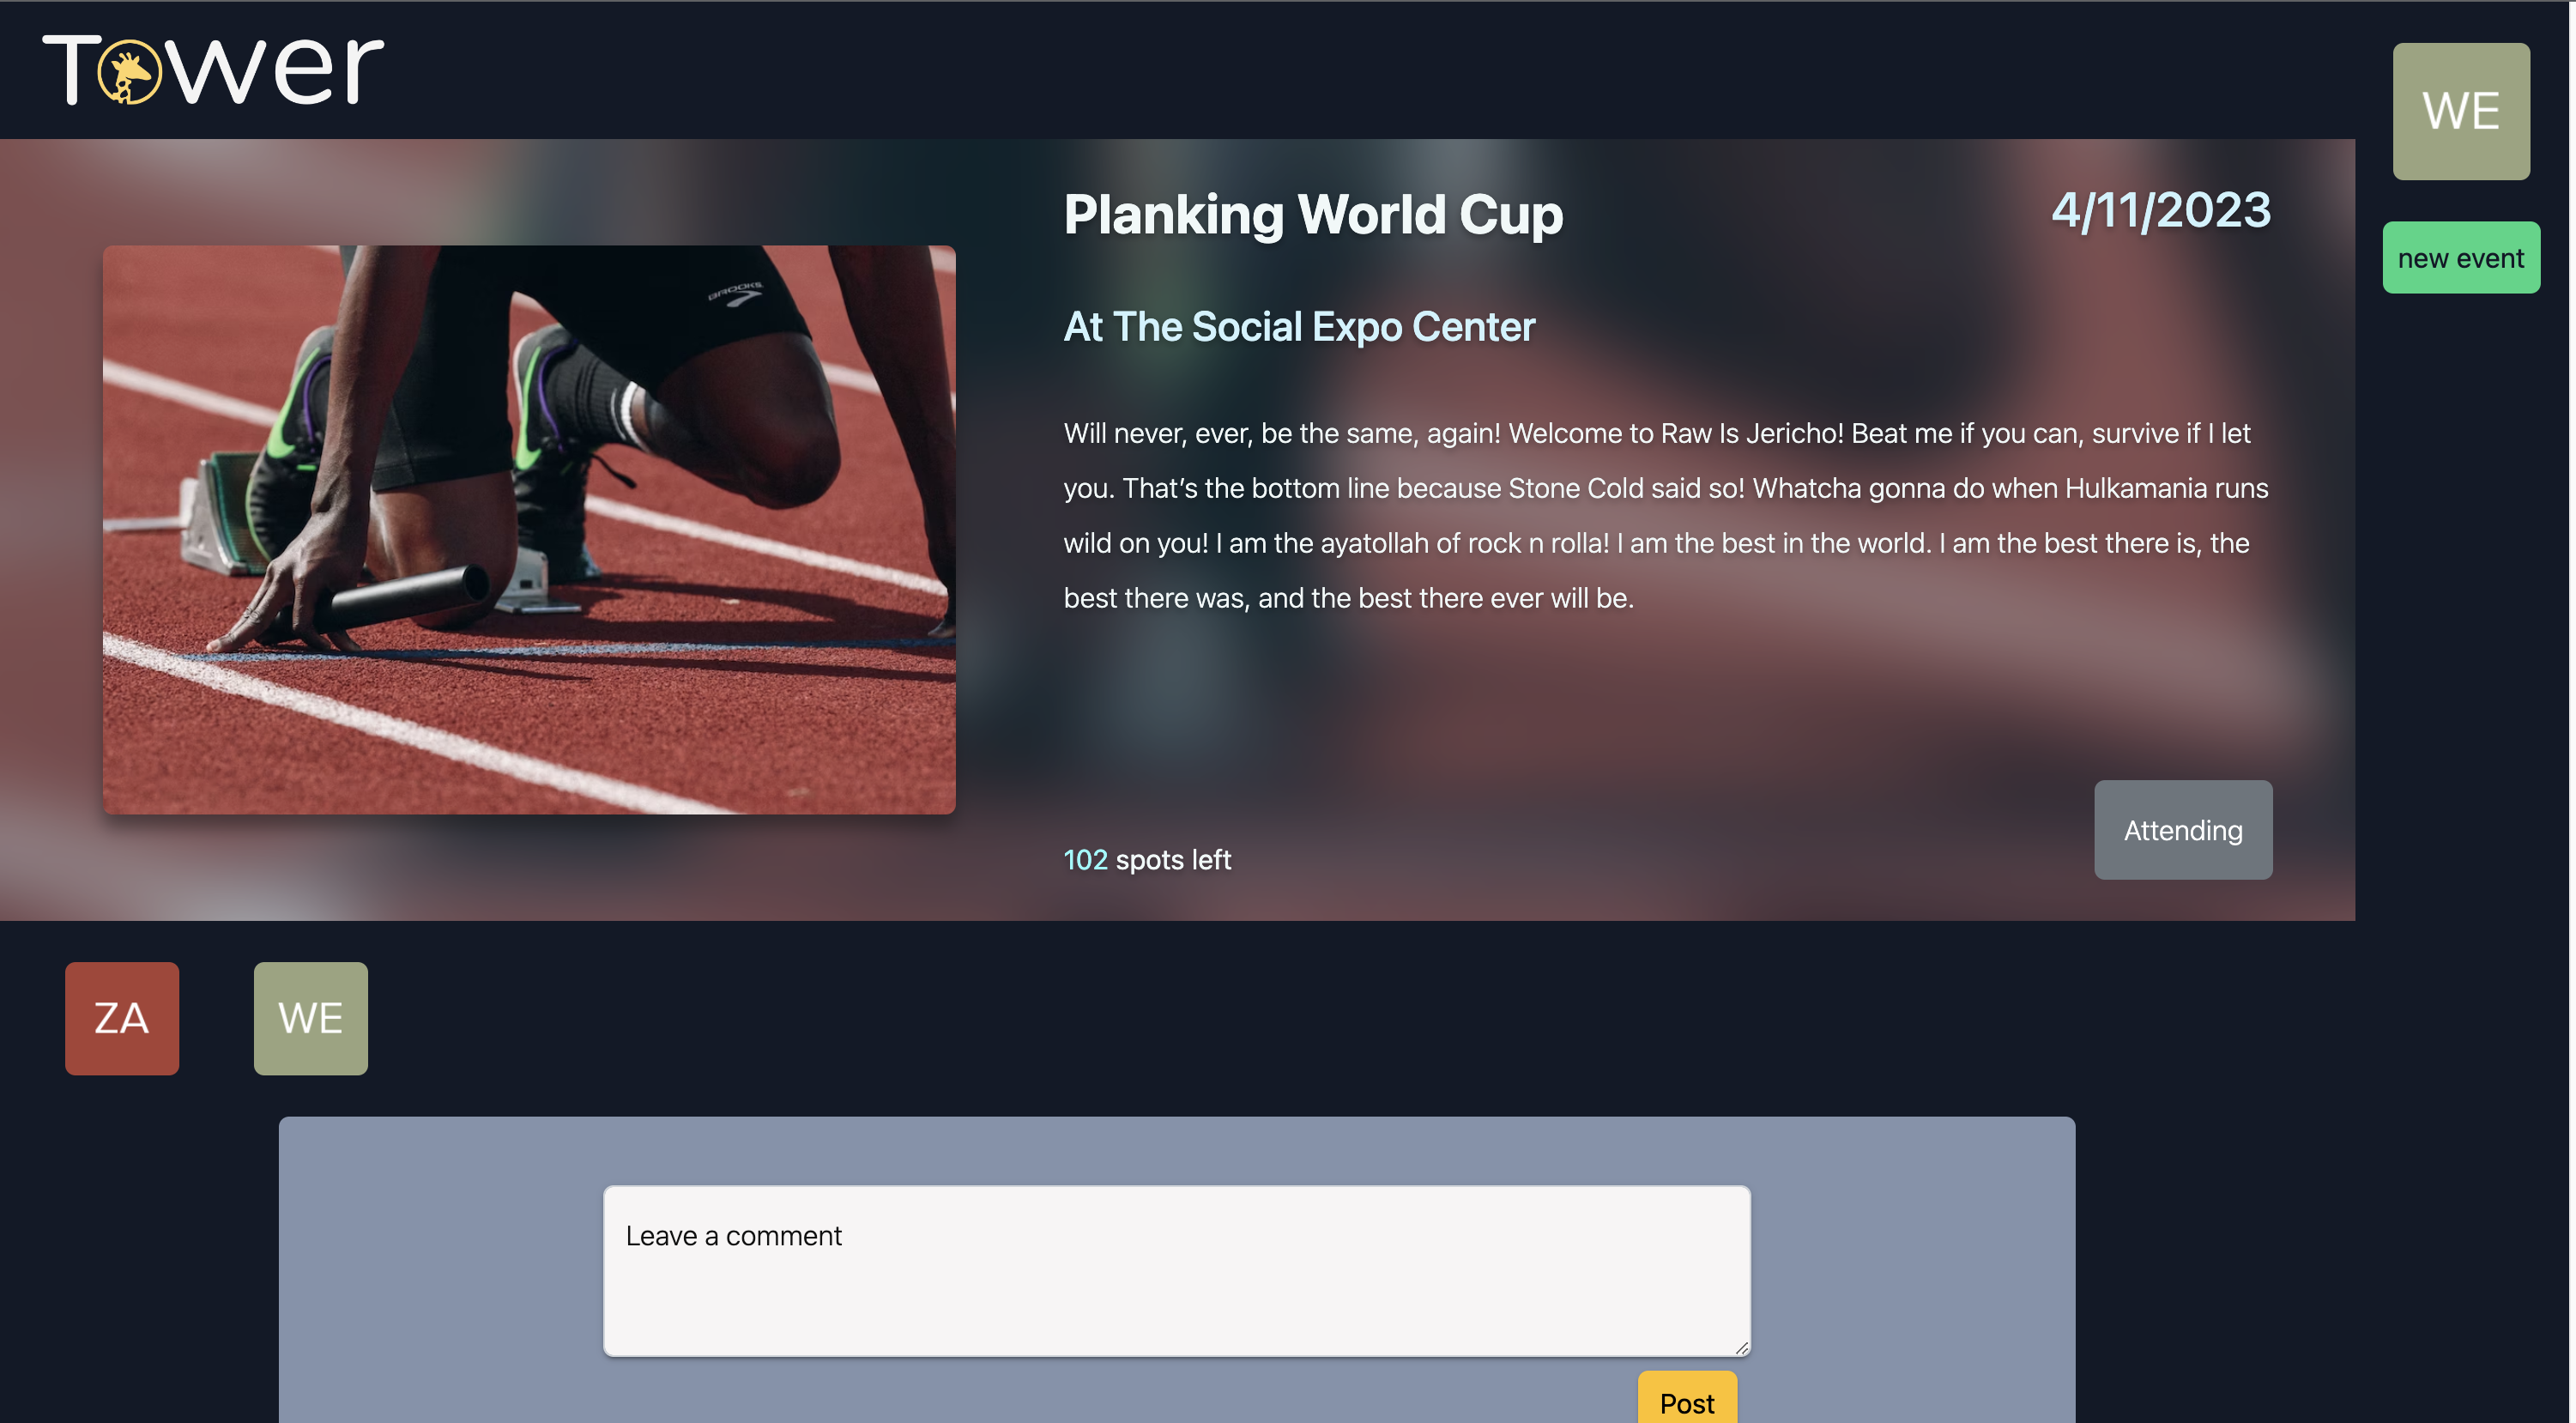 Tower
WE
new event
Planking World Cup
4/11/2023
At The Social Expo Center
BROOKS
Will never, ever, be the same, again! Welcome to Raw Is Jericho! Beat me if you can, survive if I let
you. That’s the bottom line because Stone Cold said so! Whatcha gonna do when Hulkamania runs
wild on you! I am the ayatollah of rock n rolla! I am the best in the world. I am the best there is, the
best there was, and the best there ever will be.
102 spots left
Attending
ZA
WE
Leave a comment
Post